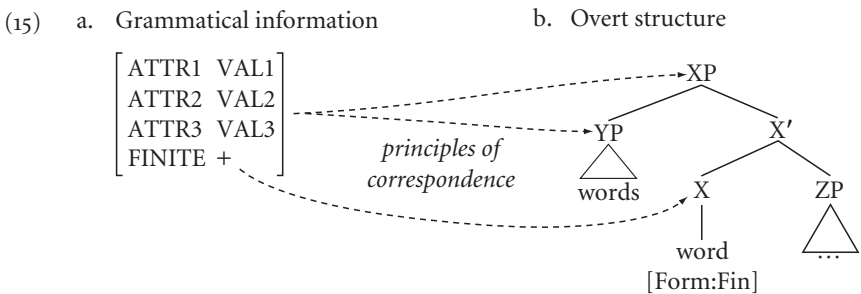 (15) a. Grammatical information b. Overt structure
ATTR1 VAL1
ATTR2 VAL2
ATTR3 VAL3
FINITE +
principles of
correspondence
XP
YP X′
words X ZP
word ...
[Form:Fin]